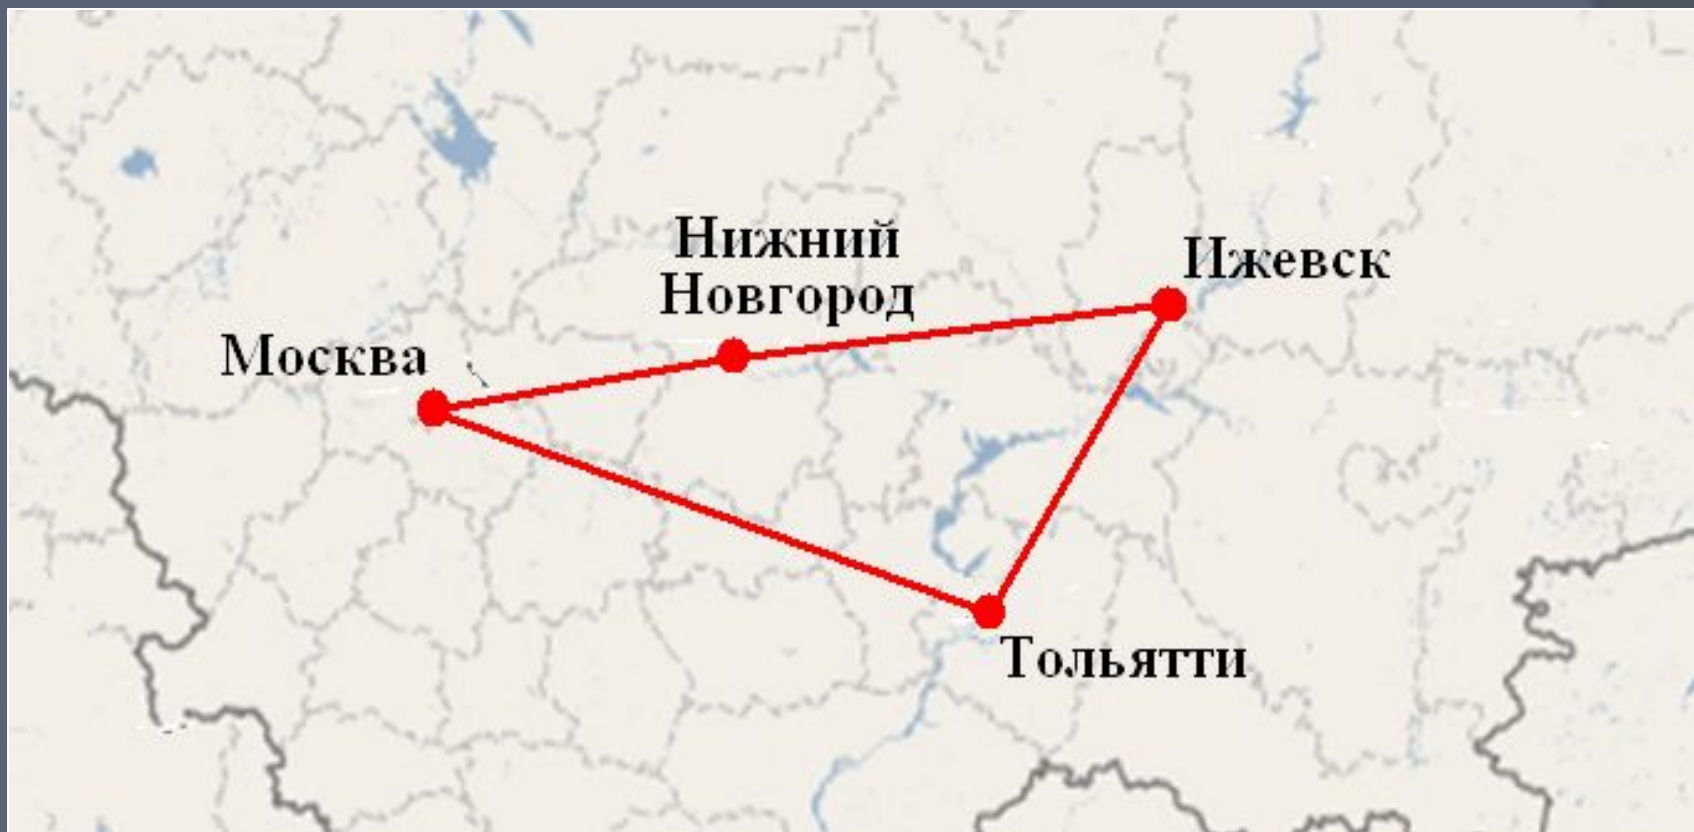 Нижний
Новгород
Ижевск
Москва
Тольятти